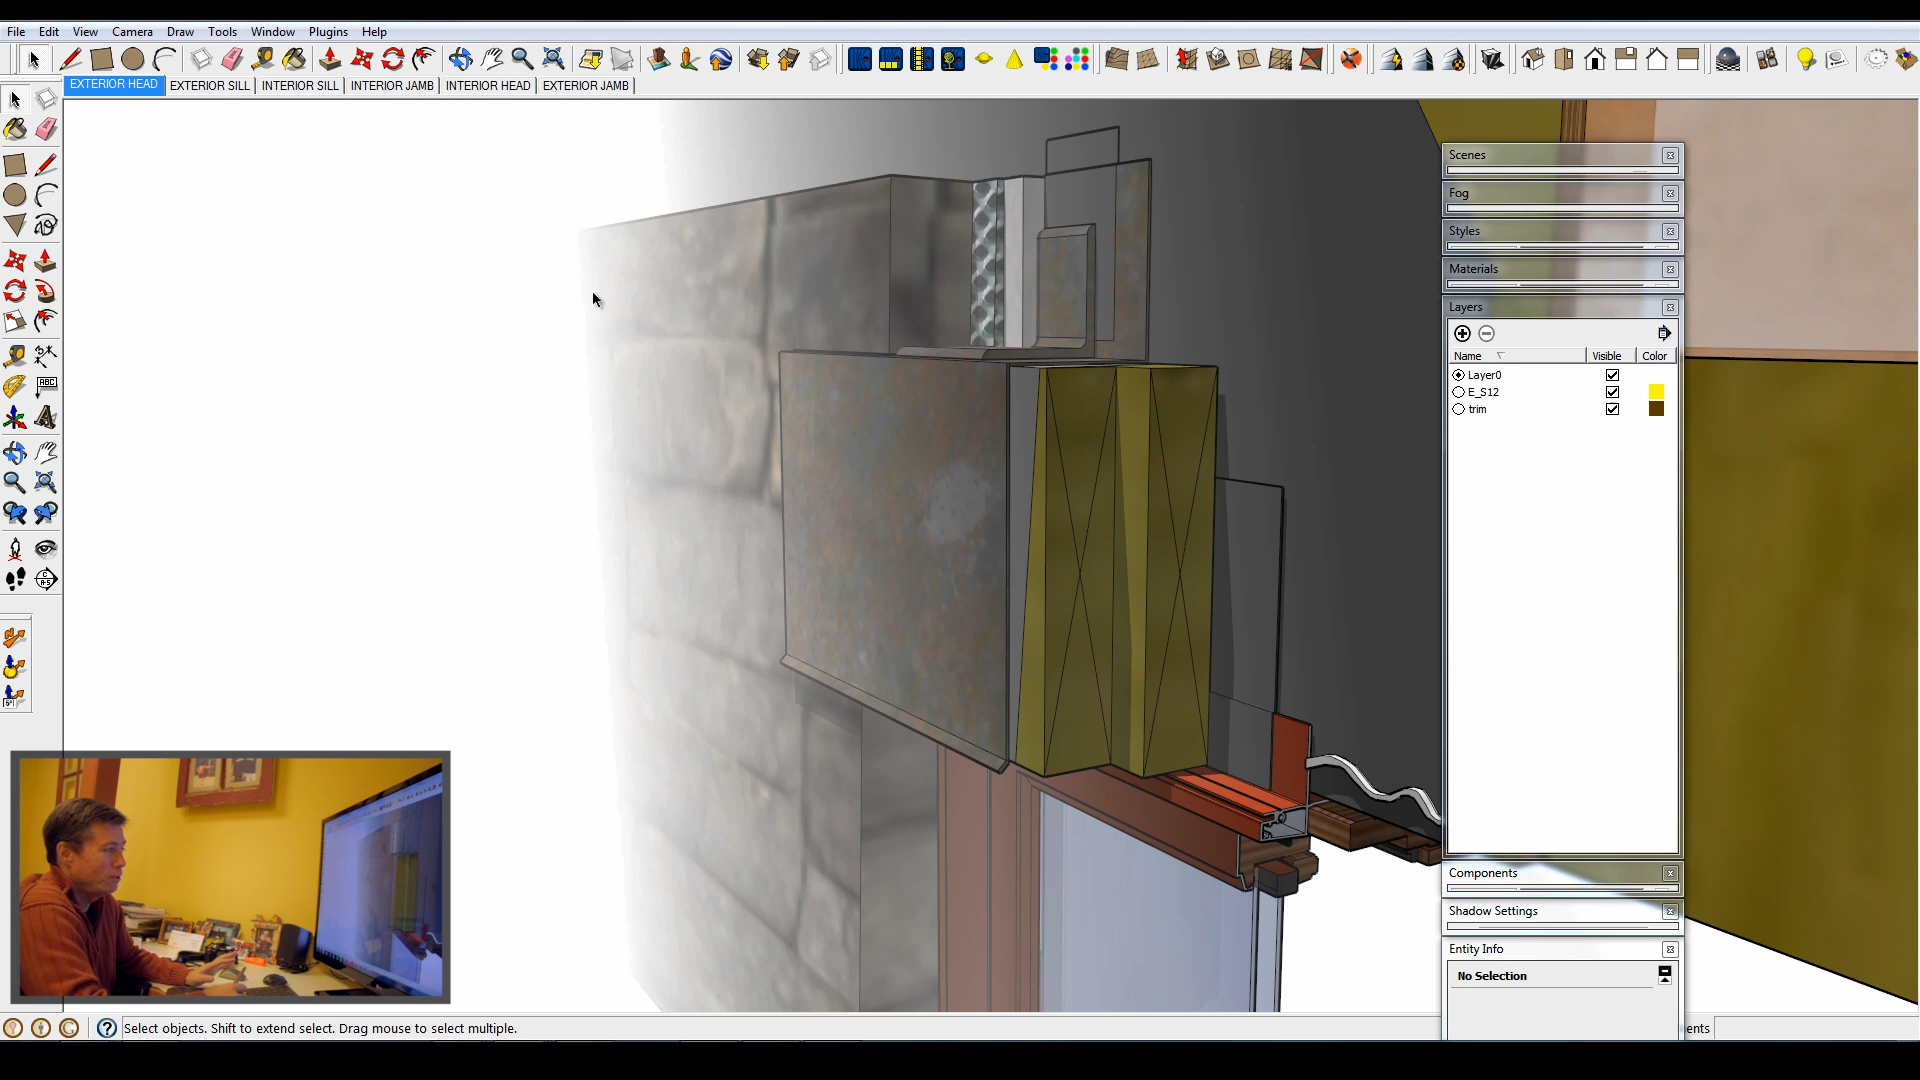 File Edit View Camera Draw Tools Window Plugins Help
EXTERIOR HEAD EXTERIOR SILL INTERIOR SILL INTERIOR JAMB INTERIOR HEAD EXTERIOR JAMB
Scenes
Fog
Styles
Materials
Layers
Name Visible Color
Layer0
E_S12
trim
Components
Shadow Settings
Entity Info
No Selection
ABC
Select objects. Shift to extend select. Drag mouse to select multiple.
ents